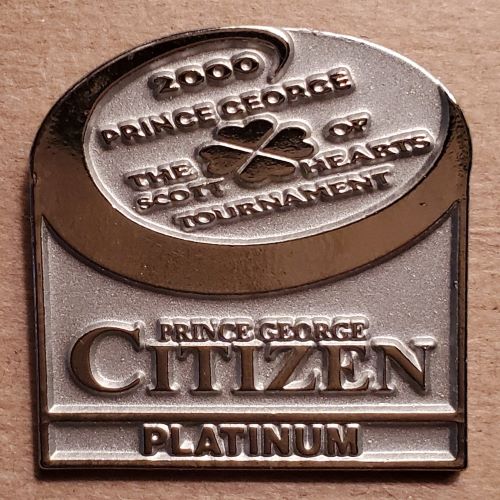 2000
PRINCE GEORGE
THE OF
SCOTT HEARTS
TOURNAMENT
PRINCE GEORGE
CITIZEN
PLATINUM